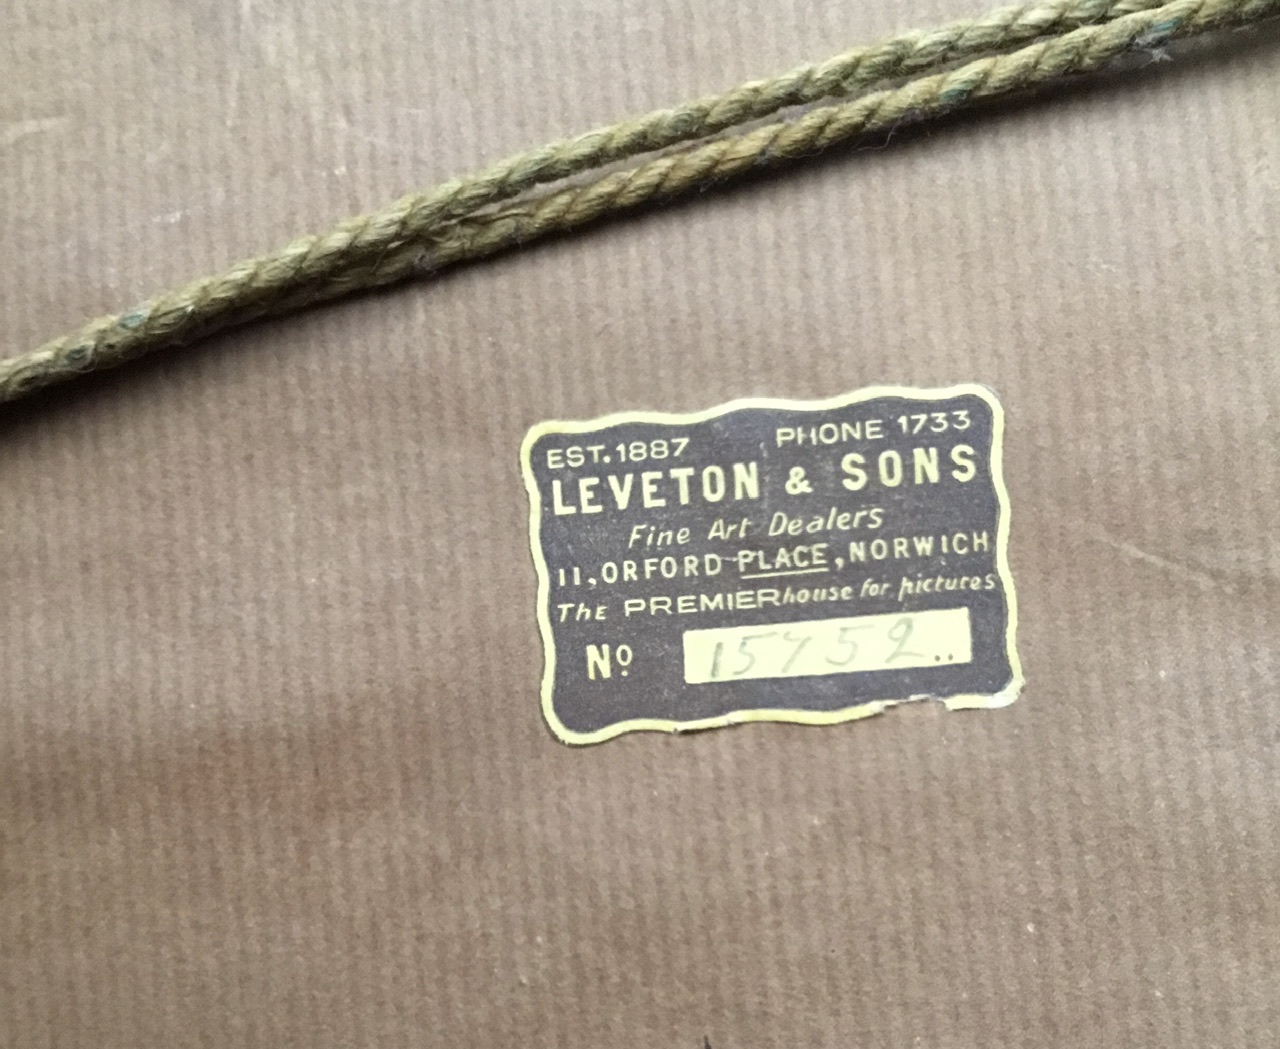 EST. 1887 PHONE 1733
LEVETON & SONS
Fine Art Dealers
11, ORFORD PLACE, NORWICH
The PREMIER house for pictures
Nº 15452..